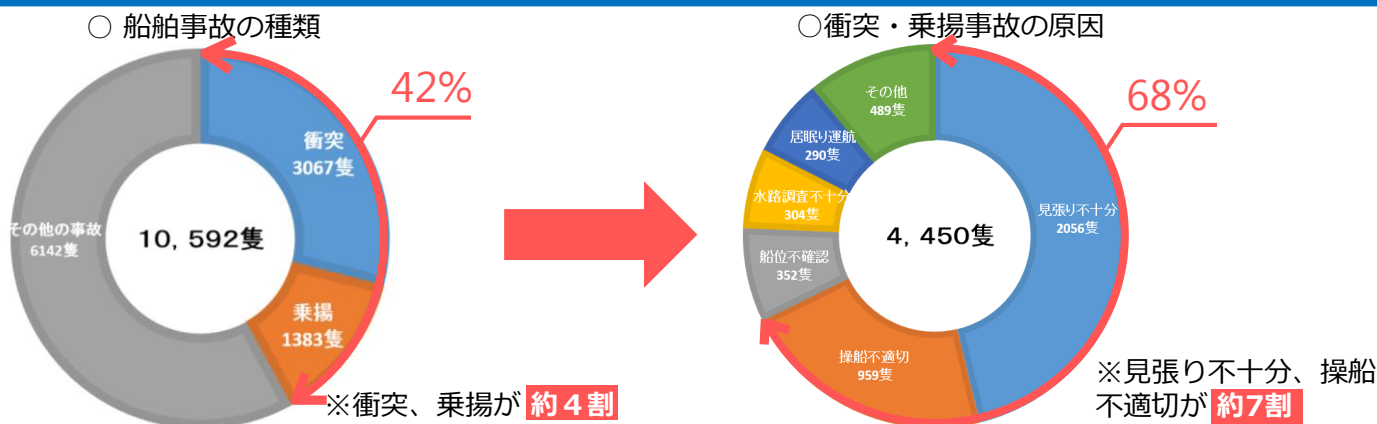 ○ 船舶事故の種類
42%
衝突
3067隻
その他の事故
6142隻
10,592隻
乗揚
1383隻
※衝突、乗揚が 約4割
○衝突・乗揚事故の原因
68%
その他
489隻
居眠り運航
290隻
水路調査不十分
304隻
見張り不十分
2056隻
4,450隻
船位不確認
352隻
操船不適切
959隻
※見張り不十分、操船
不適切が 約7割